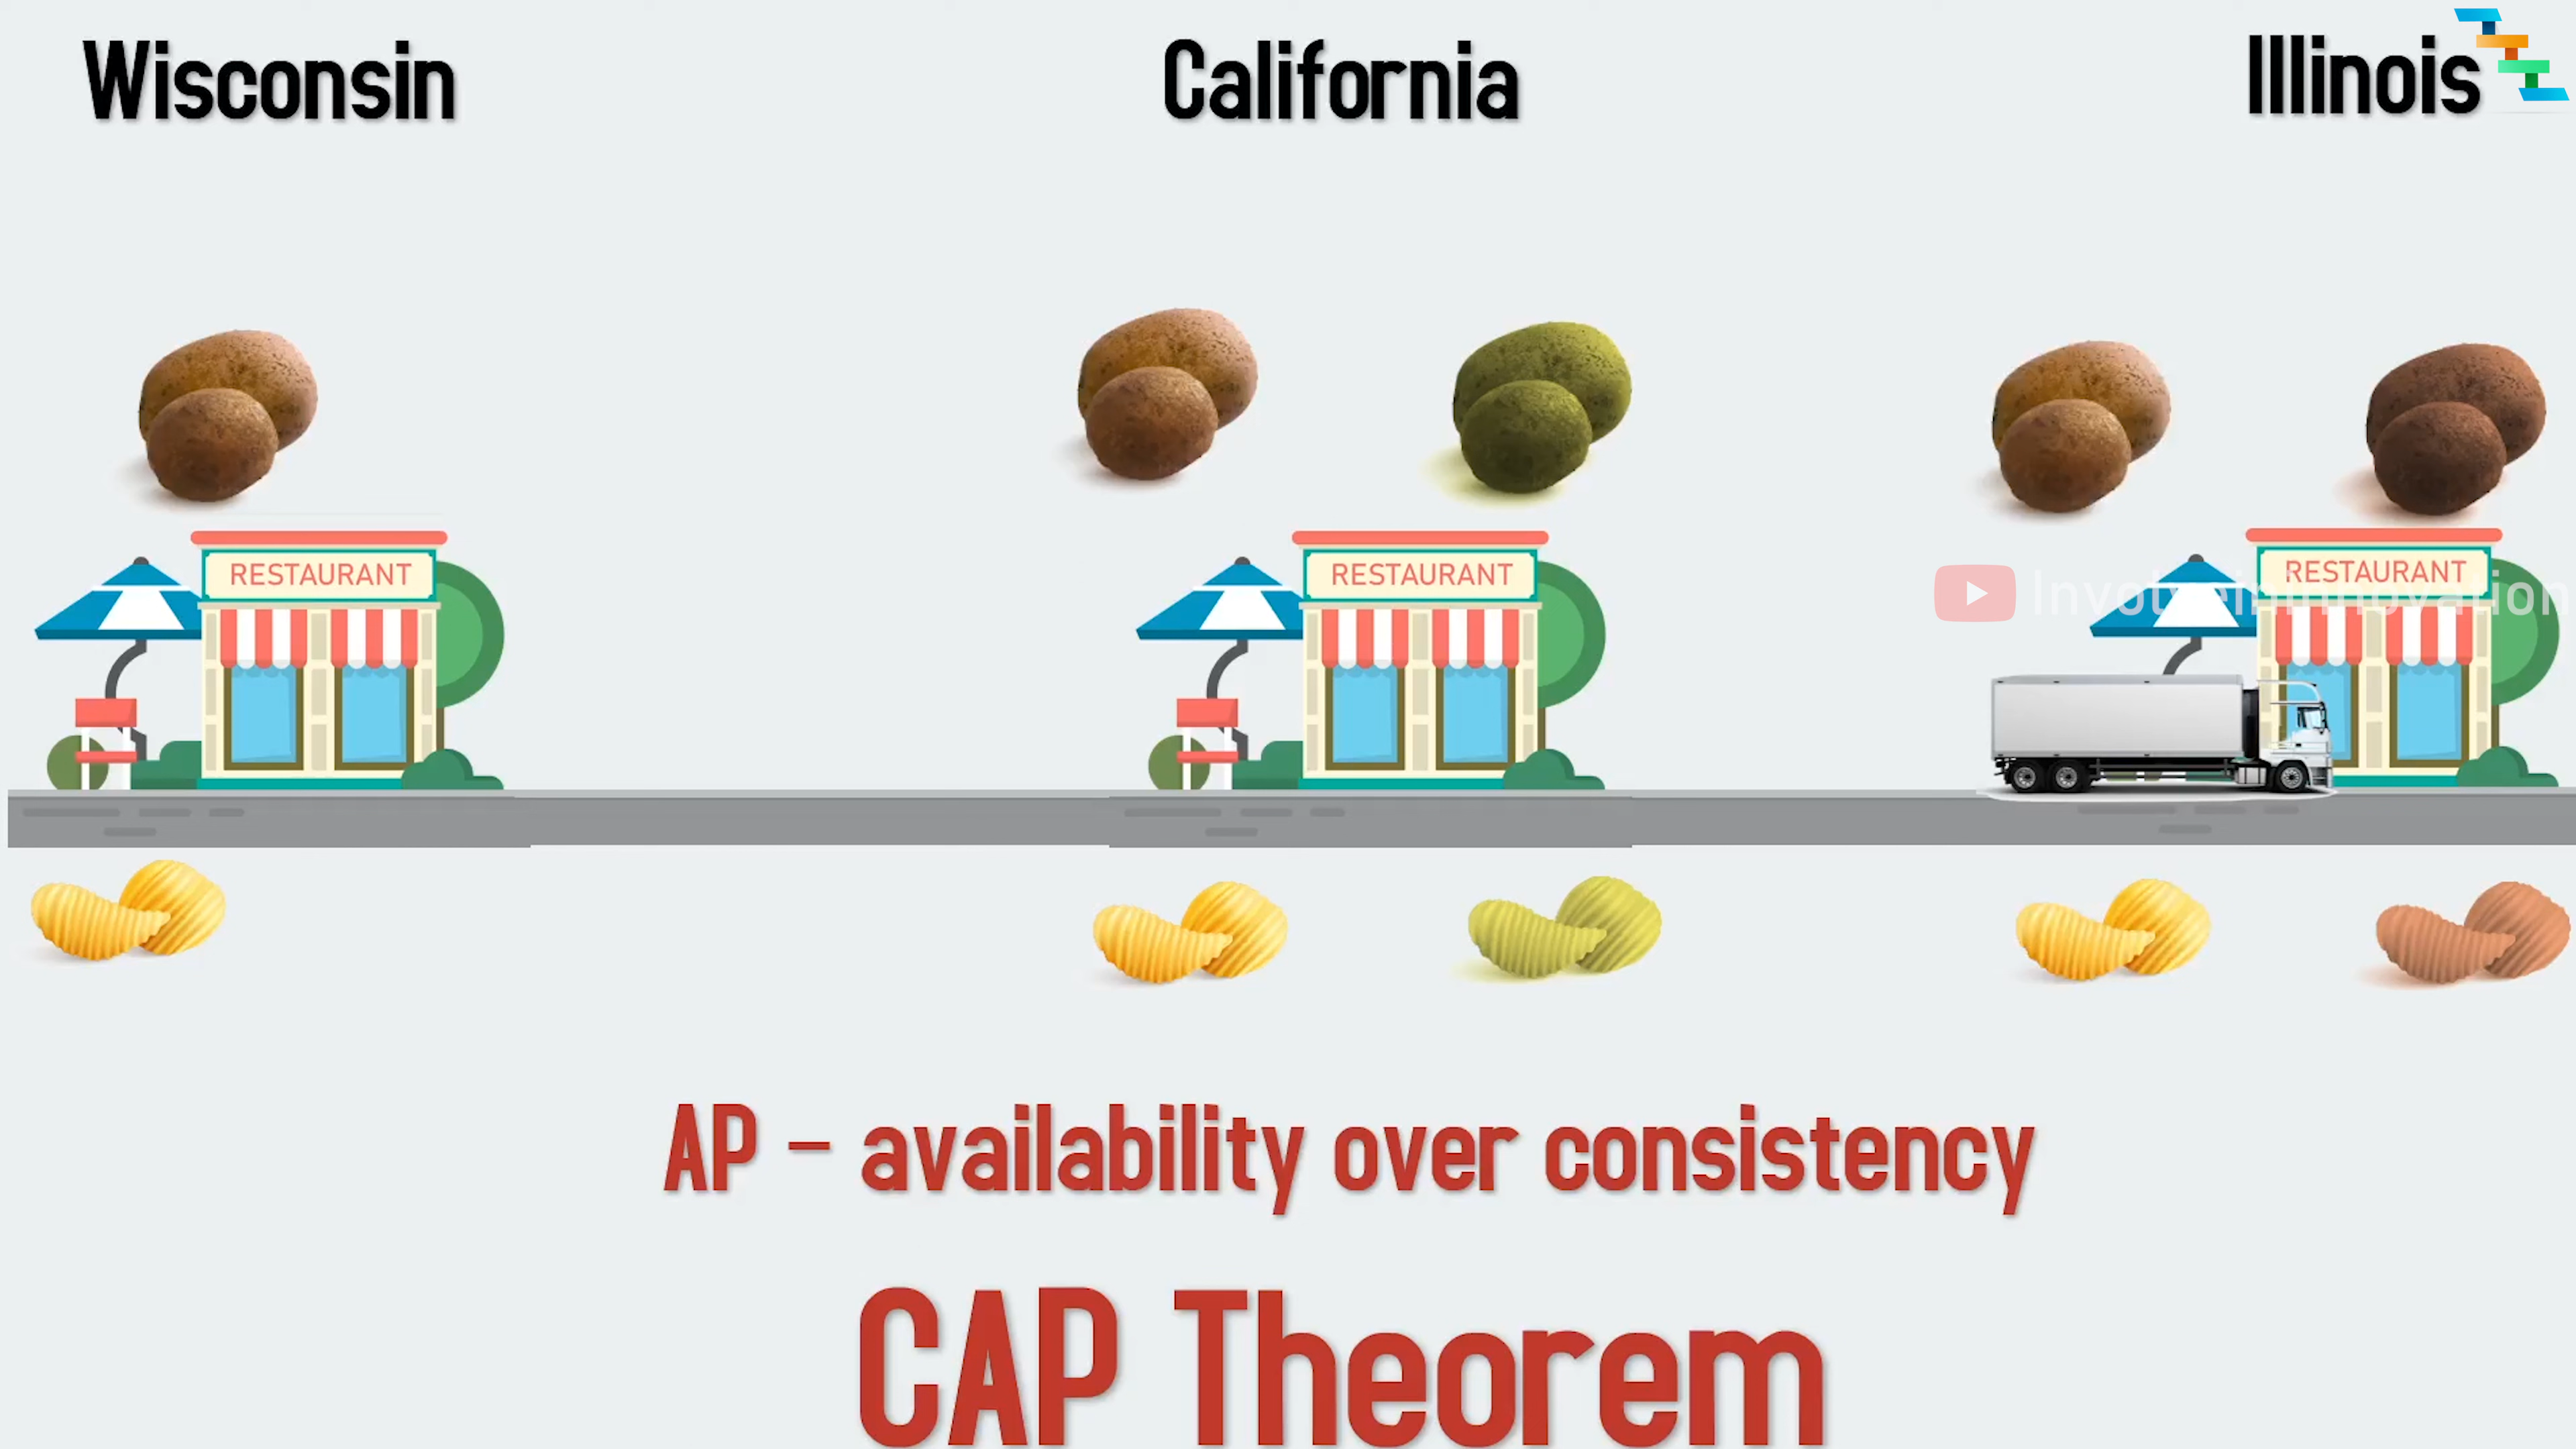 Wisconsin
California
Illinois
RESTAURANT
RESTAURANT
RESTAURANT
AP - availability over consistency
CAP Theorem